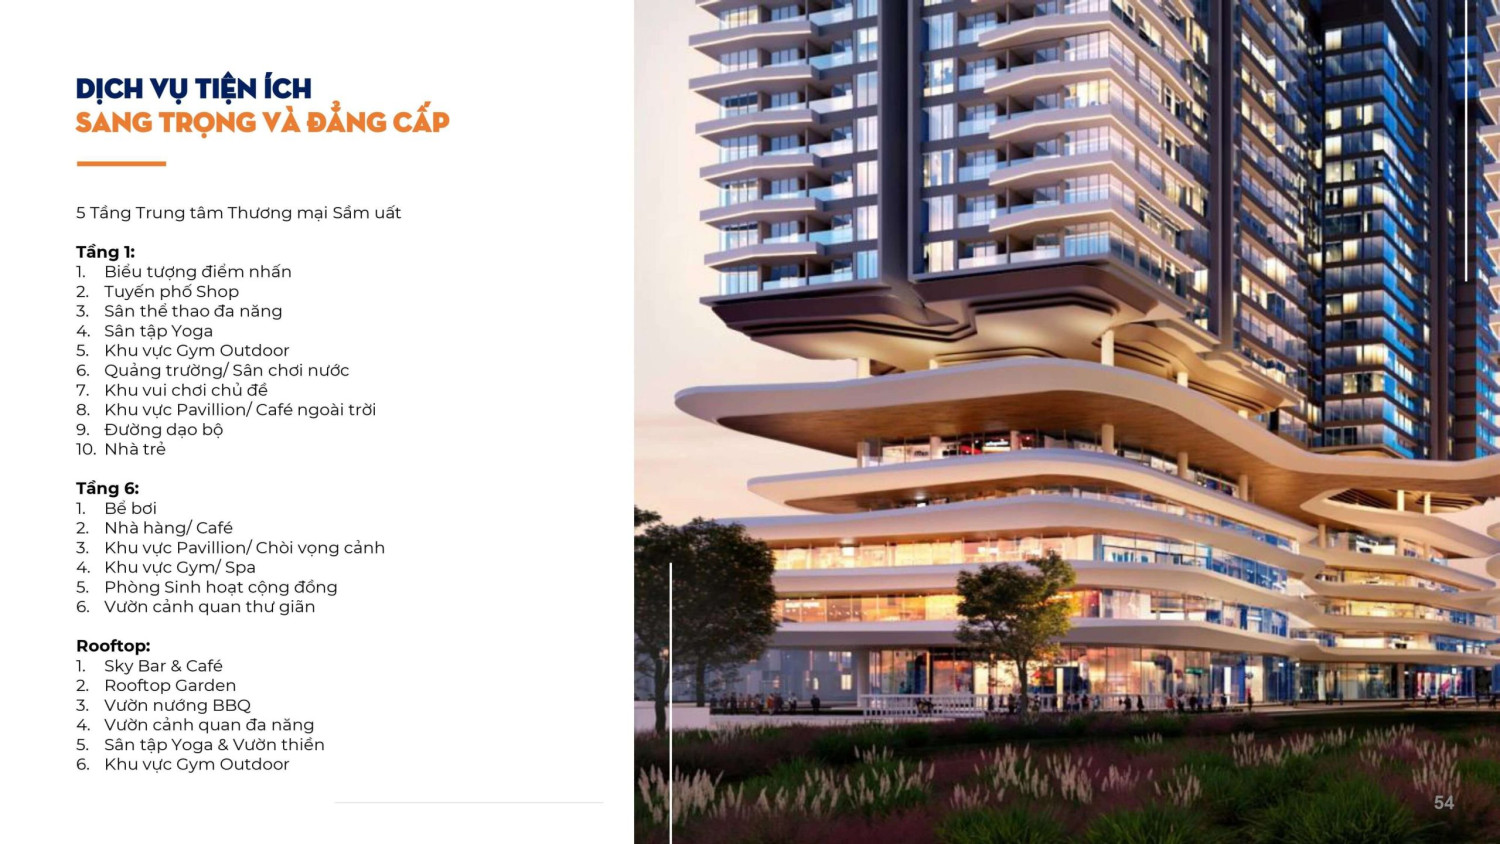 DỊCH VỤ TIỆN ÍCH
SANG TRỌNG VÀ ĐẲNG CẤP
5 Tầng Trung tâm Thương mại Sầm uất
Tầng 1:
1. Biểu tượng điểm nhấn
2. Tuyến phố Shop
3. Sân thể thao đa năng
4. Sân tập Yoga
5. Khu vực Gym Outdoor
6. Quảng trường/ Sân chơi nước
7. Khu vui chơi chủ đề
8. Khu vực Pavillion/ Café ngoài trời
9. Đường dạo bộ
10. Nhà trẻ
Tầng 6:
1. Bể bơi
2. Nhà hàng/ Café
3. Khu vực Pavillion/ Chòi vọng cảnh
4. Khu vực Gym/ Spa
5. Phòng Sinh hoạt cộng đồng
6. Vườn cảnh quan thư giãn
Rooftop:
1. Sky Bar & Café
2. Rooftop Garden
3. Vườn nướng BBQ
4. Vườn cảnh quan đa năng
5. Sân tập Yoga & Vườn thiền
6. Khu vực Gym Outdoor
54